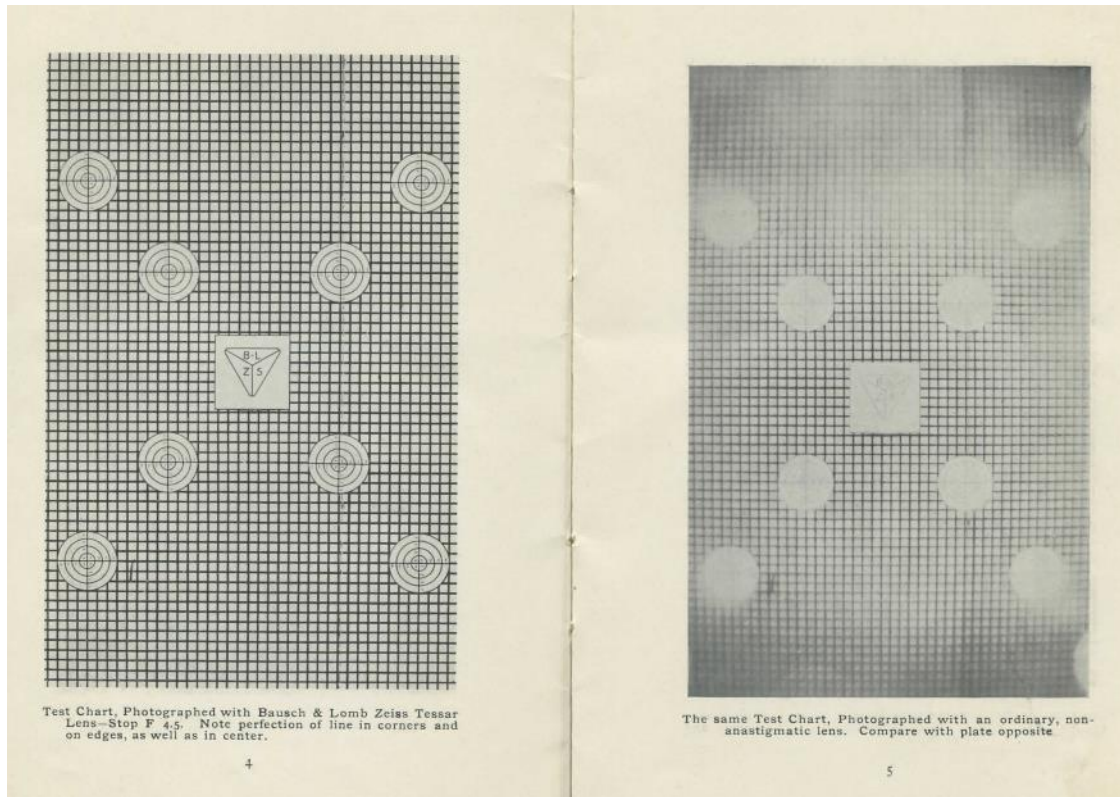 B·L
Z S
Test Chart, Photographed with Bausch & Lomb Zeiss Tessar
Lens—Stop F 4.5. Note perfection of line in corners and
on edges, as well as in center.
4
The same Test Chart, Photographed with an ordinary, non-
anastigmatic lens. Compare with plate opposite
5